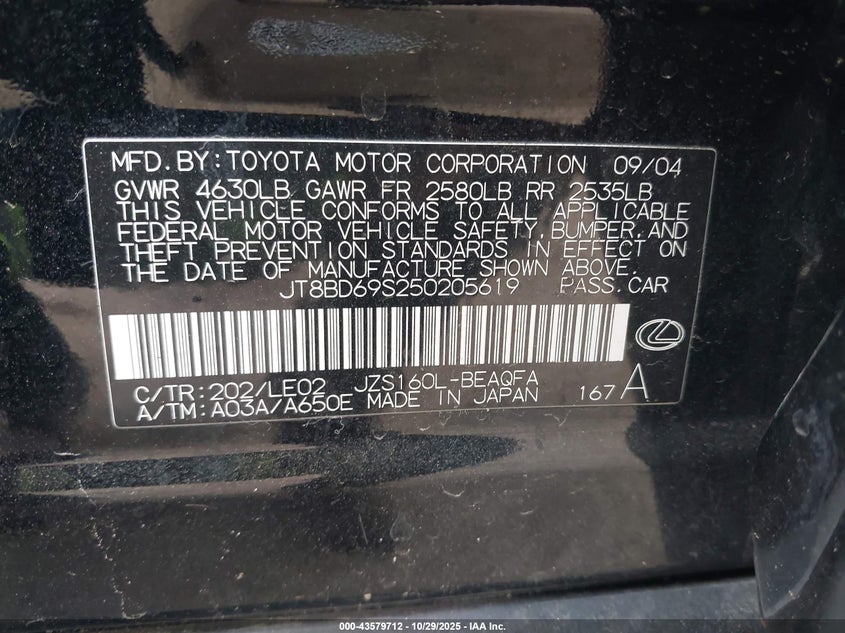 MFD.BY:TOYOTA MOTOR CORPORATION 09/04
GVWR 4630LB GAWR FR 2580LB RR 2535LB
THIS VEHICLE CONFORMS TO ALL APPLICABLE
FEDERAL MOTOR VEHICLE SAFETY,BUMPER,AND
THEFT PREVENTION STANDARDS IN EFFECT ON
THE DATE OF MANUFACTURE SHOWN ABOVE.
JT8BD69S250205619 PASS.CAR
C/TR:202/LE02 JZS160L-BEAQFA
A/TM:A03A/A650E MADE IN JAPAN 167A
000-43579712 | 10/29/2025 | IAA Inc.